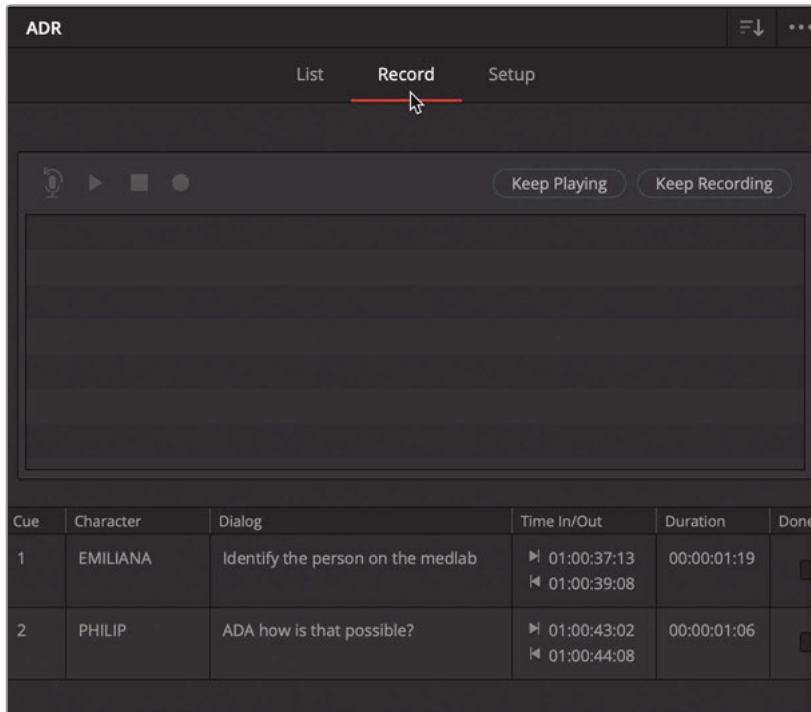 ADR
List Record Setup
Keep Playing Keep Recording
Cue Character Dialog Time In/Out Duration Done
1 EMILIANA Identify the person on the medlab 01:00:37:13 00:00:01:19
01:00:39:08
2 PHILIP ADA how is that possible? 01:00:43:02 00:00:01:06
01:00:44:08